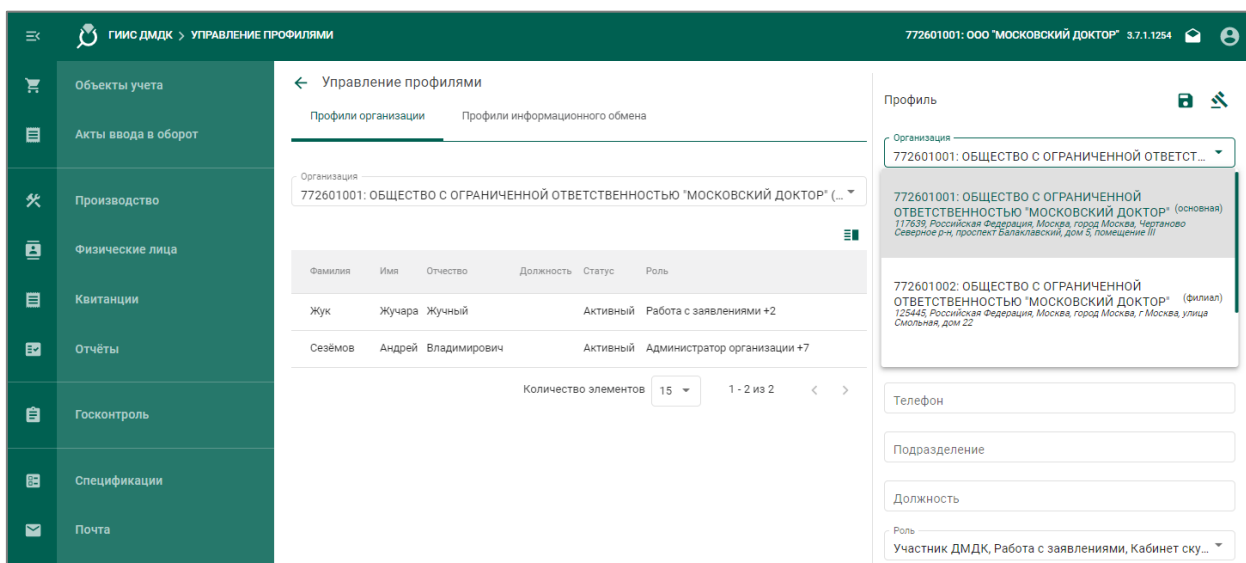 ГИИС ДМДК > УПРАВЛЕНИЕ ПРОФИЛЯМИ
772601001: ООО "МОСКОВСКИЙ ДОКТОР" 3.7.1.1254
Объекты учета
Акты ввода в оборот
Производство
Физические лица
Квитанции
Отчёты
Госконтроль
Спецификации
Почта
Управление профилями
Профили организации Профили информационного обмена
Организация
772601001: ОБЩЕСТВО С ОГРАНИЧЕННОЙ ОТВЕТСТВЕННОСТЬЮ "МОСКОВСКИЙ ДОКТОР" (...
Фамилия Имя Отчество Должность Статус Роль
Жук Жучара Жучный Активный Работа с заявлениями +2
Сезёмов Андрей Владимирович Активный Администратор организации +7
Количество элементов 15 1 - 2 из 2
Профиль
Организация
772601001: ОБЩЕСТВО С ОГРАНИЧЕННОЙ ОТВЕТСТ...
772601001: ОБЩЕСТВО С ОГРАНИЧЕННОЙ
ОТВЕТСТВЕННОСТЬЮ "МОСКОВСКИЙ ДОКТОР" (основная)
117639, Российская Федерация, Москва, город Москва, Чертаново
Северное р-н, проспект Балаклавский, дом 5, помещение III
772601002: ОБЩЕСТВО С ОГРАНИЧЕННОЙ
ОТВЕТСТВЕННОСТЬЮ "МОСКОВСКИЙ ДОКТОР" (филиал)
125445, Российская Федерация, Москва, город Москва, г Москва, улица
Смольная, дом 22
Телефон
Подразделение
Должность
Роль
Участник ДМДК, Работа с заявлениями, Кабинет ску...